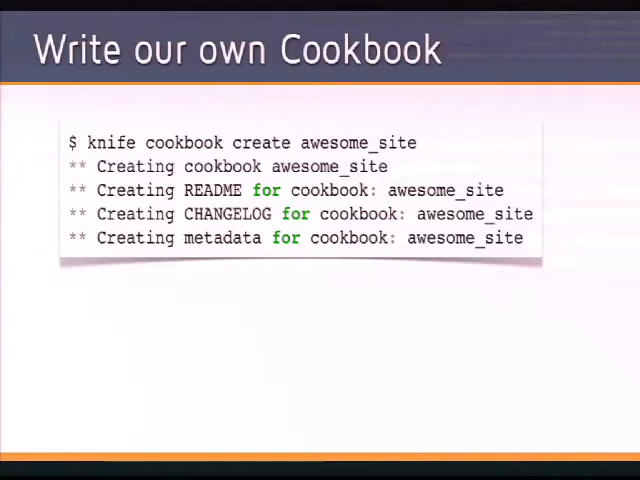 Write our own Cookbook
$ knife cookbook create awesome_site
** Creating cookbook awesome_site
** Creating README for cookbook: awesome_site
** Creating CHANGELOG for cookbook: awesome_site
** Creating metadata for cookbook: awesome_site